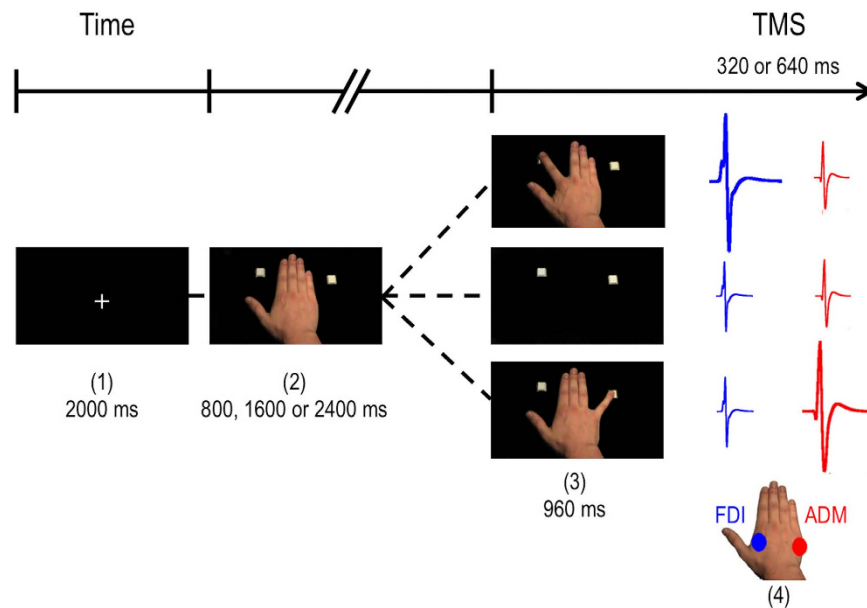 Time
TMS
320 or 640 ms
(1)
2000 ms
(2)
800, 1600 or 2400 ms
(3)
960 ms
FDI
ADM
(4)